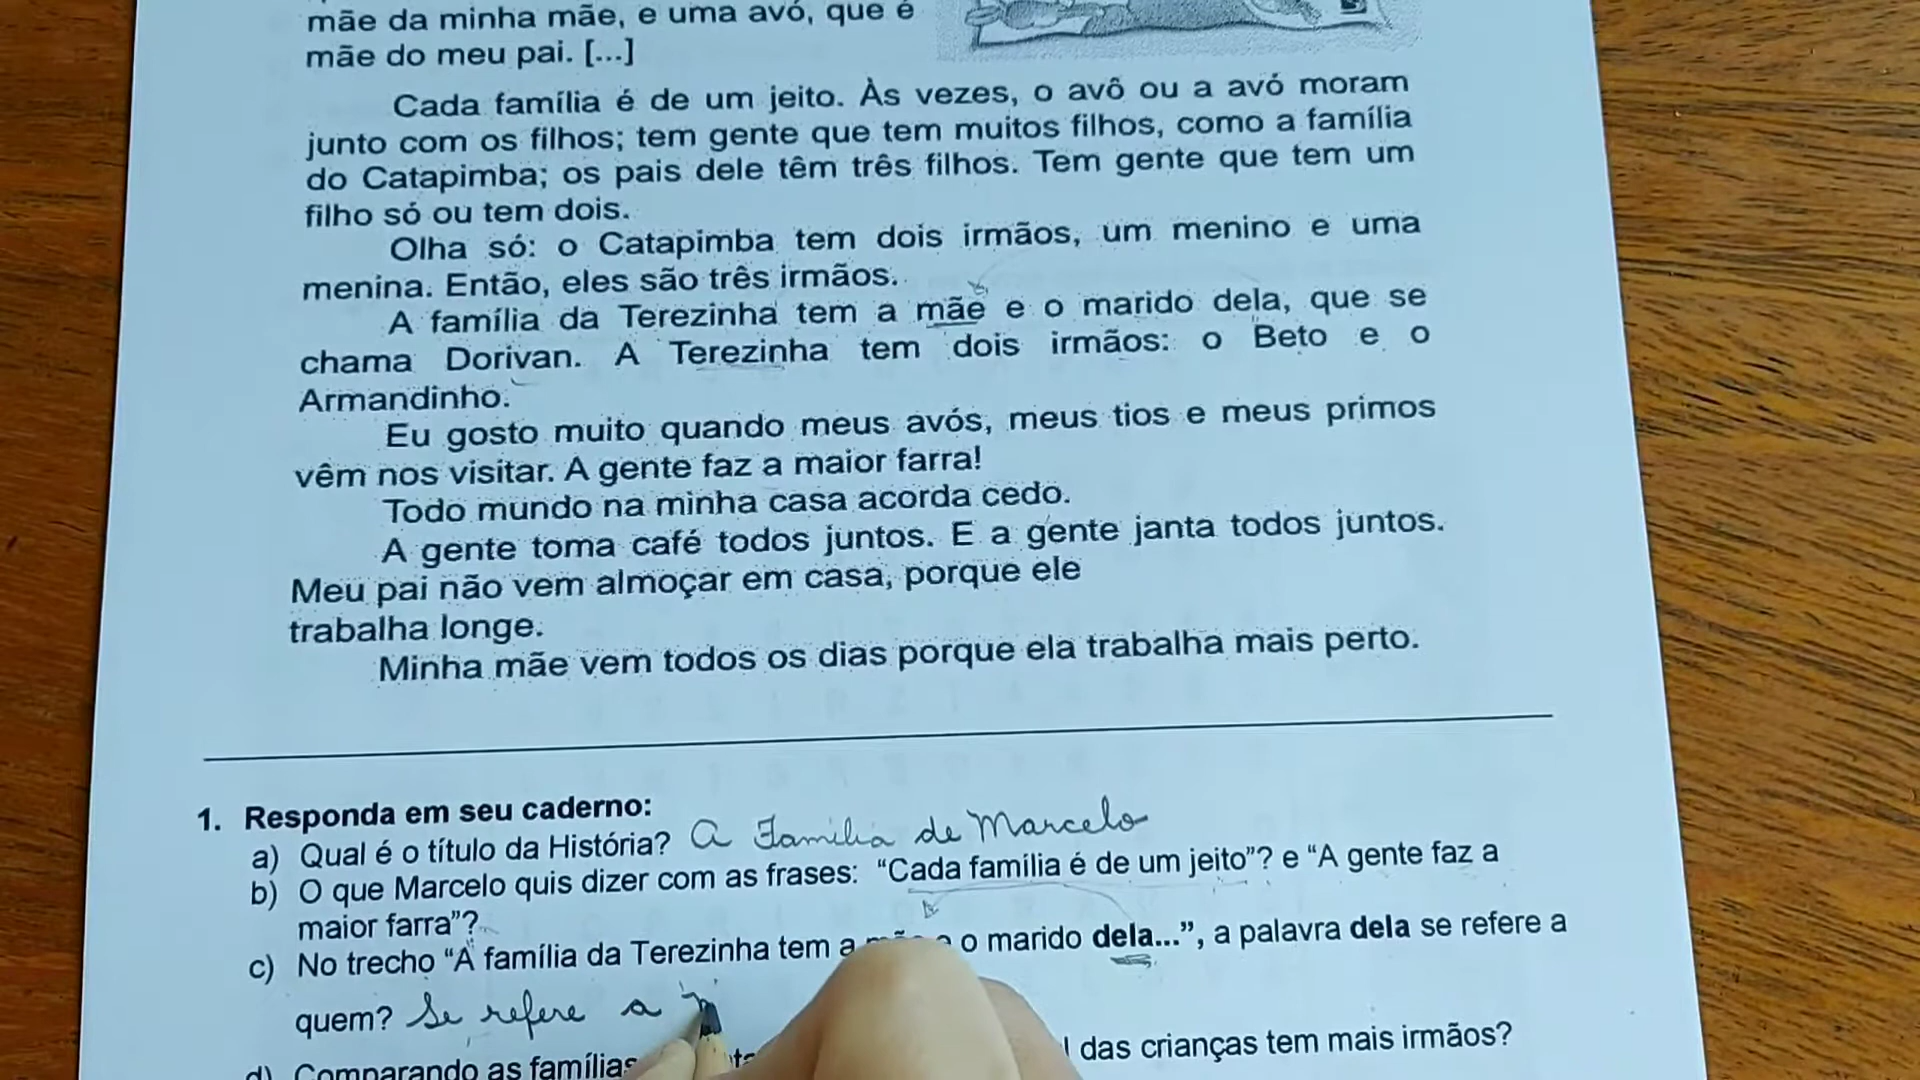 mãe da minha mãe, e uma avó, que é
mãe do meu pai. [...]
Cada família é de um jeito. Às vezes, o avô ou a avó moram
junto com os filhos; tem gente que tem muitos filhos, como a família
do Catapimba; os pais dele têm três filhos. Tem gente que tem um
filho só ou tem dois.
Olha só: o Catapimba tem dois irmãos, um menino e uma
menina. Então, eles são três irmãos.
A família da Terezinha tem a mãe e o marido dela, que se
chama Dorivan. A Terezinha tem dois irmãos: o Beto e o
Armandinho.
Eu gosto muito quando meus avós, meus tios e meus primos
vêm nos visitar. A gente faz a maior farra!
Todo mundo na minha casa acorda cedo.
A gente toma café todos juntos. E a gente janta todos juntos.
Meu pai não vem almoçar em casa, porque ele
trabalha longe.
Minha mãe vem todos os dias porque ela trabalha mais perto.
1. Responda em seu caderno:
a) Qual é o título da História? A Família de Marcelo
b) O que Marcelo quis dizer com as frases: “Cada família é de um jeito”? e “A gente faz a
maior farra”?
c) No trecho “A família da Terezinha tem a o marido dela...”, a palavra dela se refere a
quem? Se refere a
d) Comparando as famílias das crianças tem mais irmãos?